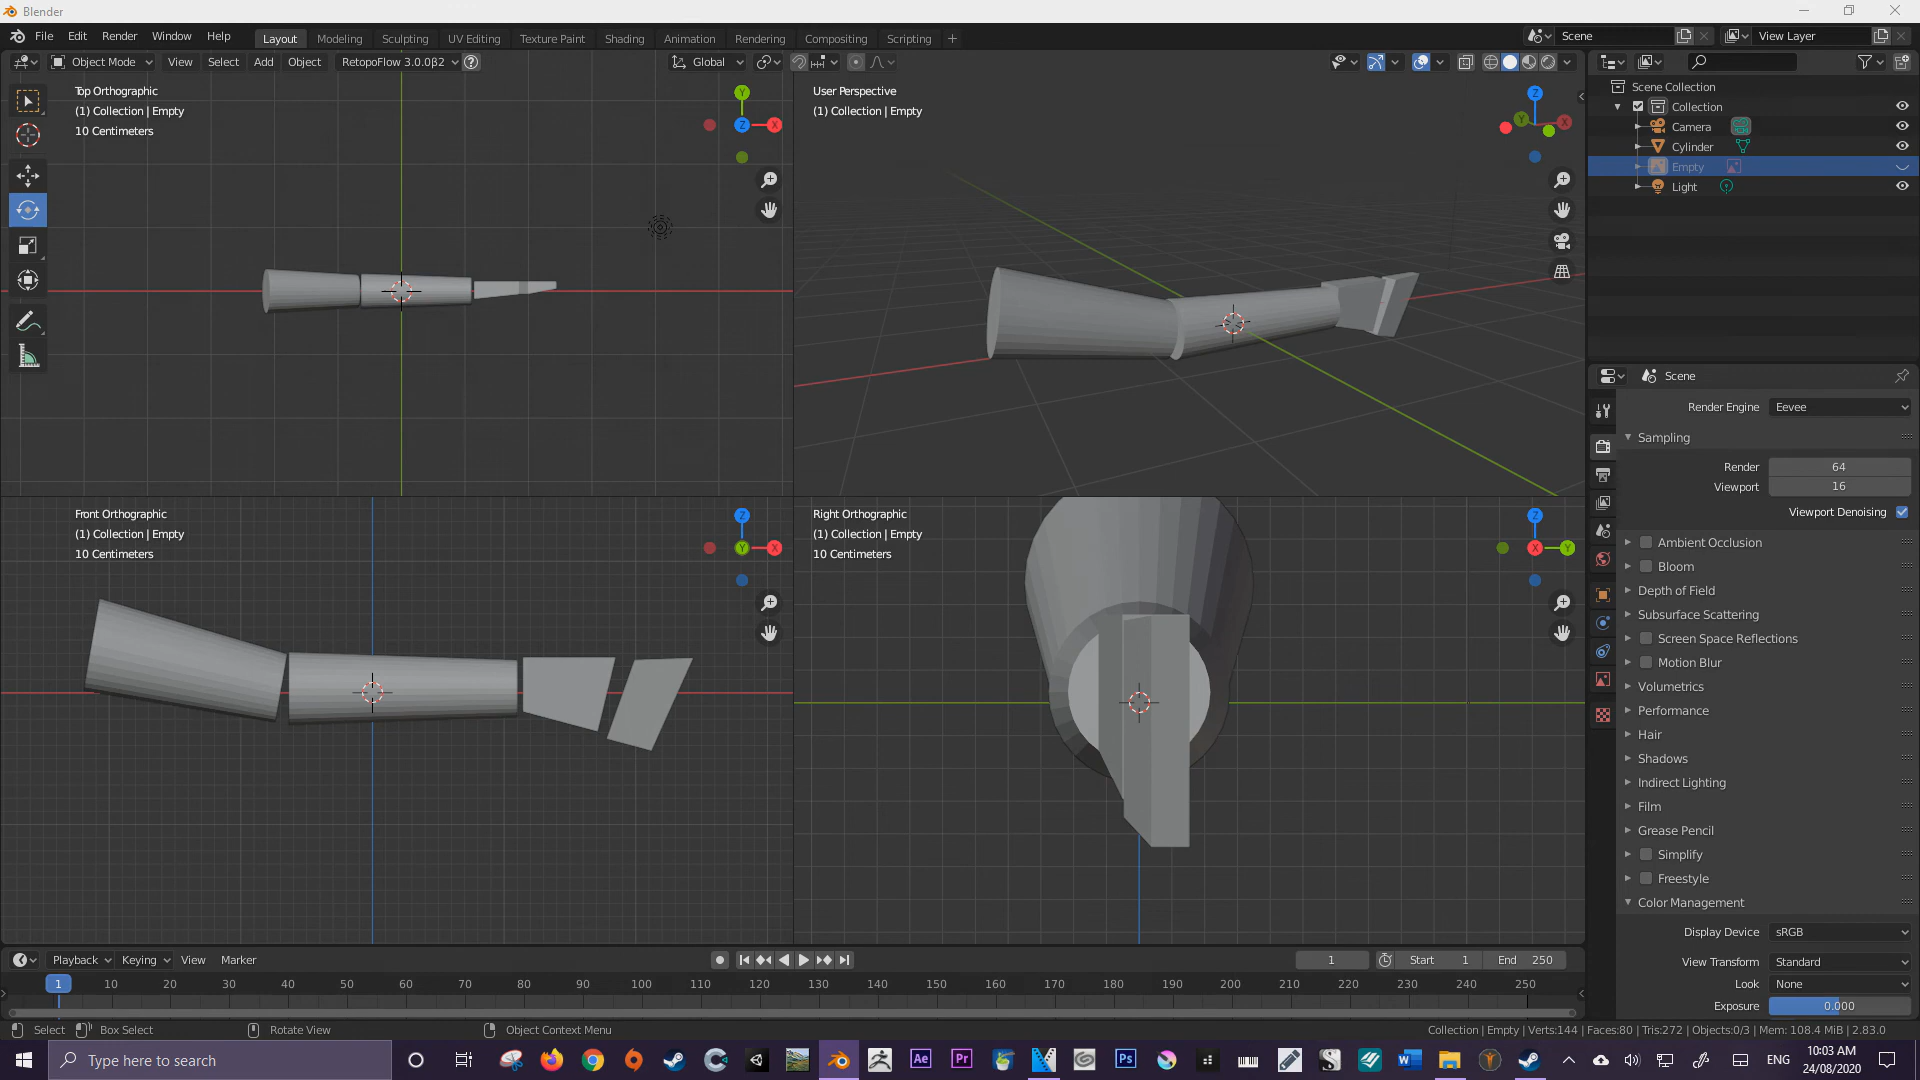 Blender
File Edit Render Window Help Layout Modeling Sculpting UV Editing Texture Paint Shading Animation Rendering Compositing Scripting + Scene View Layer
Object Mode View Select Add Object RetopoFlow 3.0.0β2 ? Global
Top Orthographic
(1) Collection | Empty
10 Centimeters
Y
Z
X
User Perspective
(1) Collection | Empty
Z
Y
X
Scene Collection
Collection
Camera
Cylinder
Empty
Light
Scene
Render Engine Eevee
Sampling
Render 64
Viewport 16
Viewport Denoising
Ambient Occlusion
Bloom
Depth of Field
Subsurface Scattering
Screen Space Reflections
Motion Blur
Volumetrics
Performance
Hair
Shadows
Indirect Lighting
Film
Grease Pencil
Simplify
Freestyle
Color Management
Display Device sRGB
View Transform Standard
Look None
Exposure 0.000
Front Orthographic
(1) Collection | Empty
10 Centimeters
Z
Y
X
Right Orthographic
(1) Collection | Empty
10 Centimeters
Z
X
Y
Playback Keying View Marker 1 Start 1 End 250
1 10 20 30 40 50 60 70 80 90 100 110 120 130 140 150 160 170 180 190 200 210 220 230 240 250
Select Box Select Rotate View Object Context Menu Collection | Empty | Verts:144 | Faces:80 | Tris:272 | Objects:0/3 | Mem: 108.4 MiB | 2.83.0
Type here to search Ae Pr Ps ENG 10:03 AM
24/08/2020